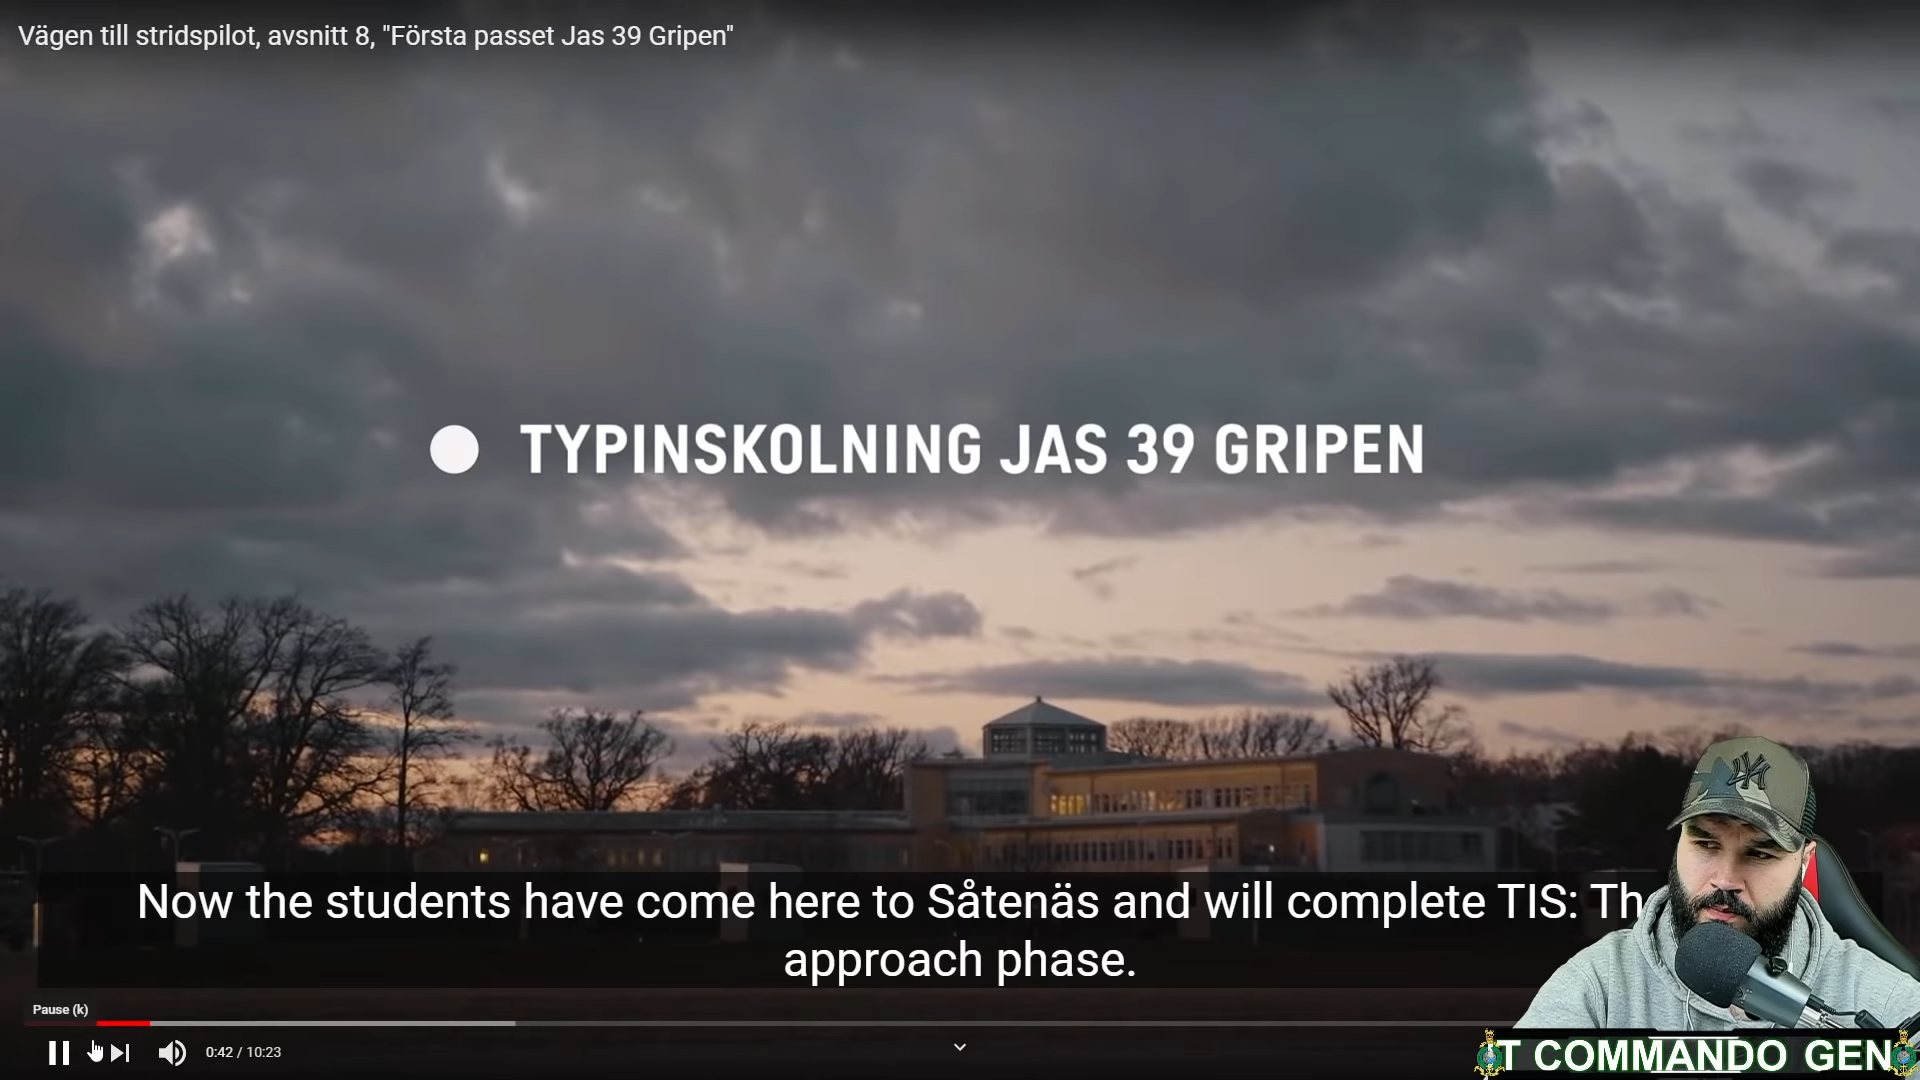 Vägen till stridspilot, avsnitt 8, "Första passet Jas 39 Gripen"
TYPINSKOLNING JAS 39 GRIPEN
Now the students have come here to Såtenäs and will complete TIS:
approach phase.
Pause (k)
0:42 / 10:23
COMMANDO GEN